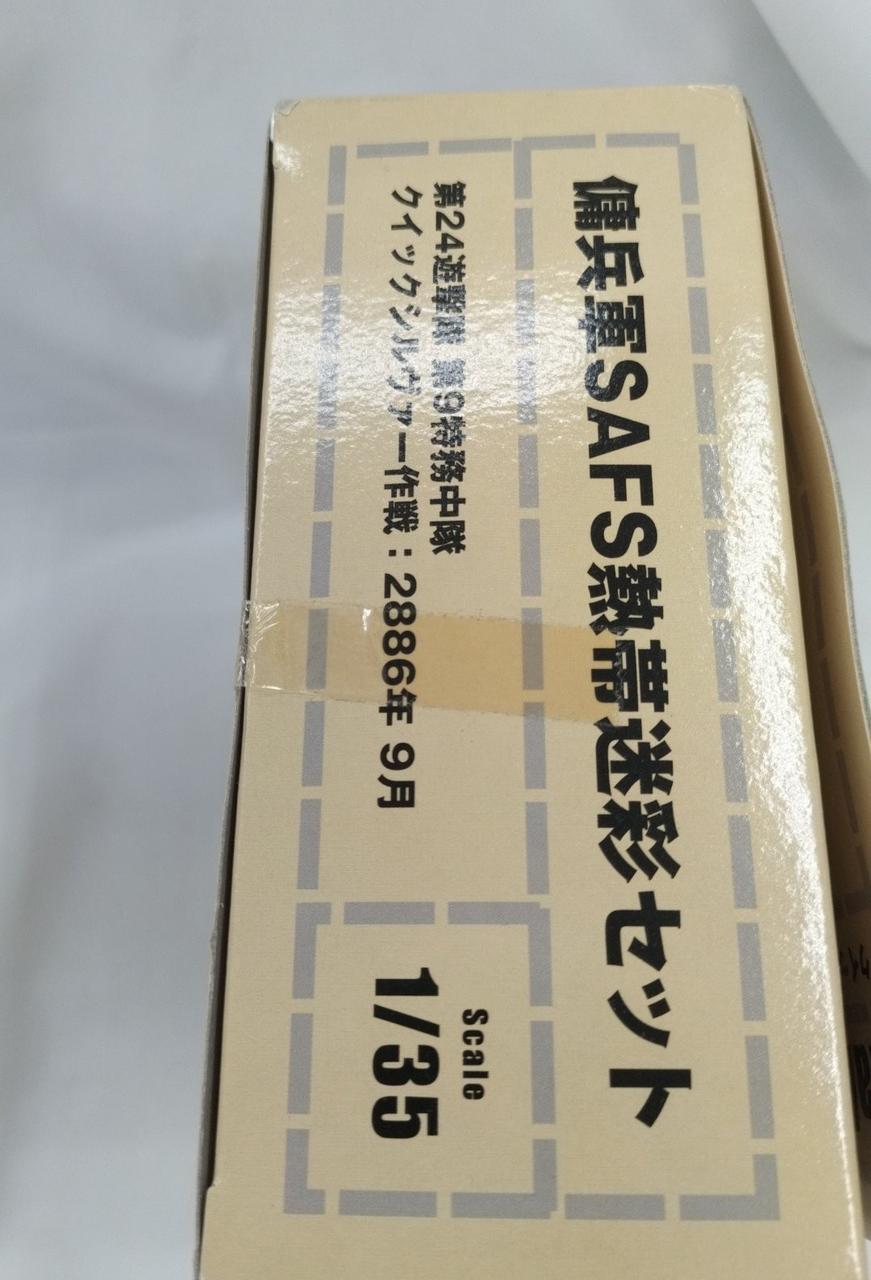 傭兵軍SAFS熱帯迷彩セット
第24遊撃隊 第9特務中隊
クイックシルヴァー作戦：2886年 9月
Scale
1/35